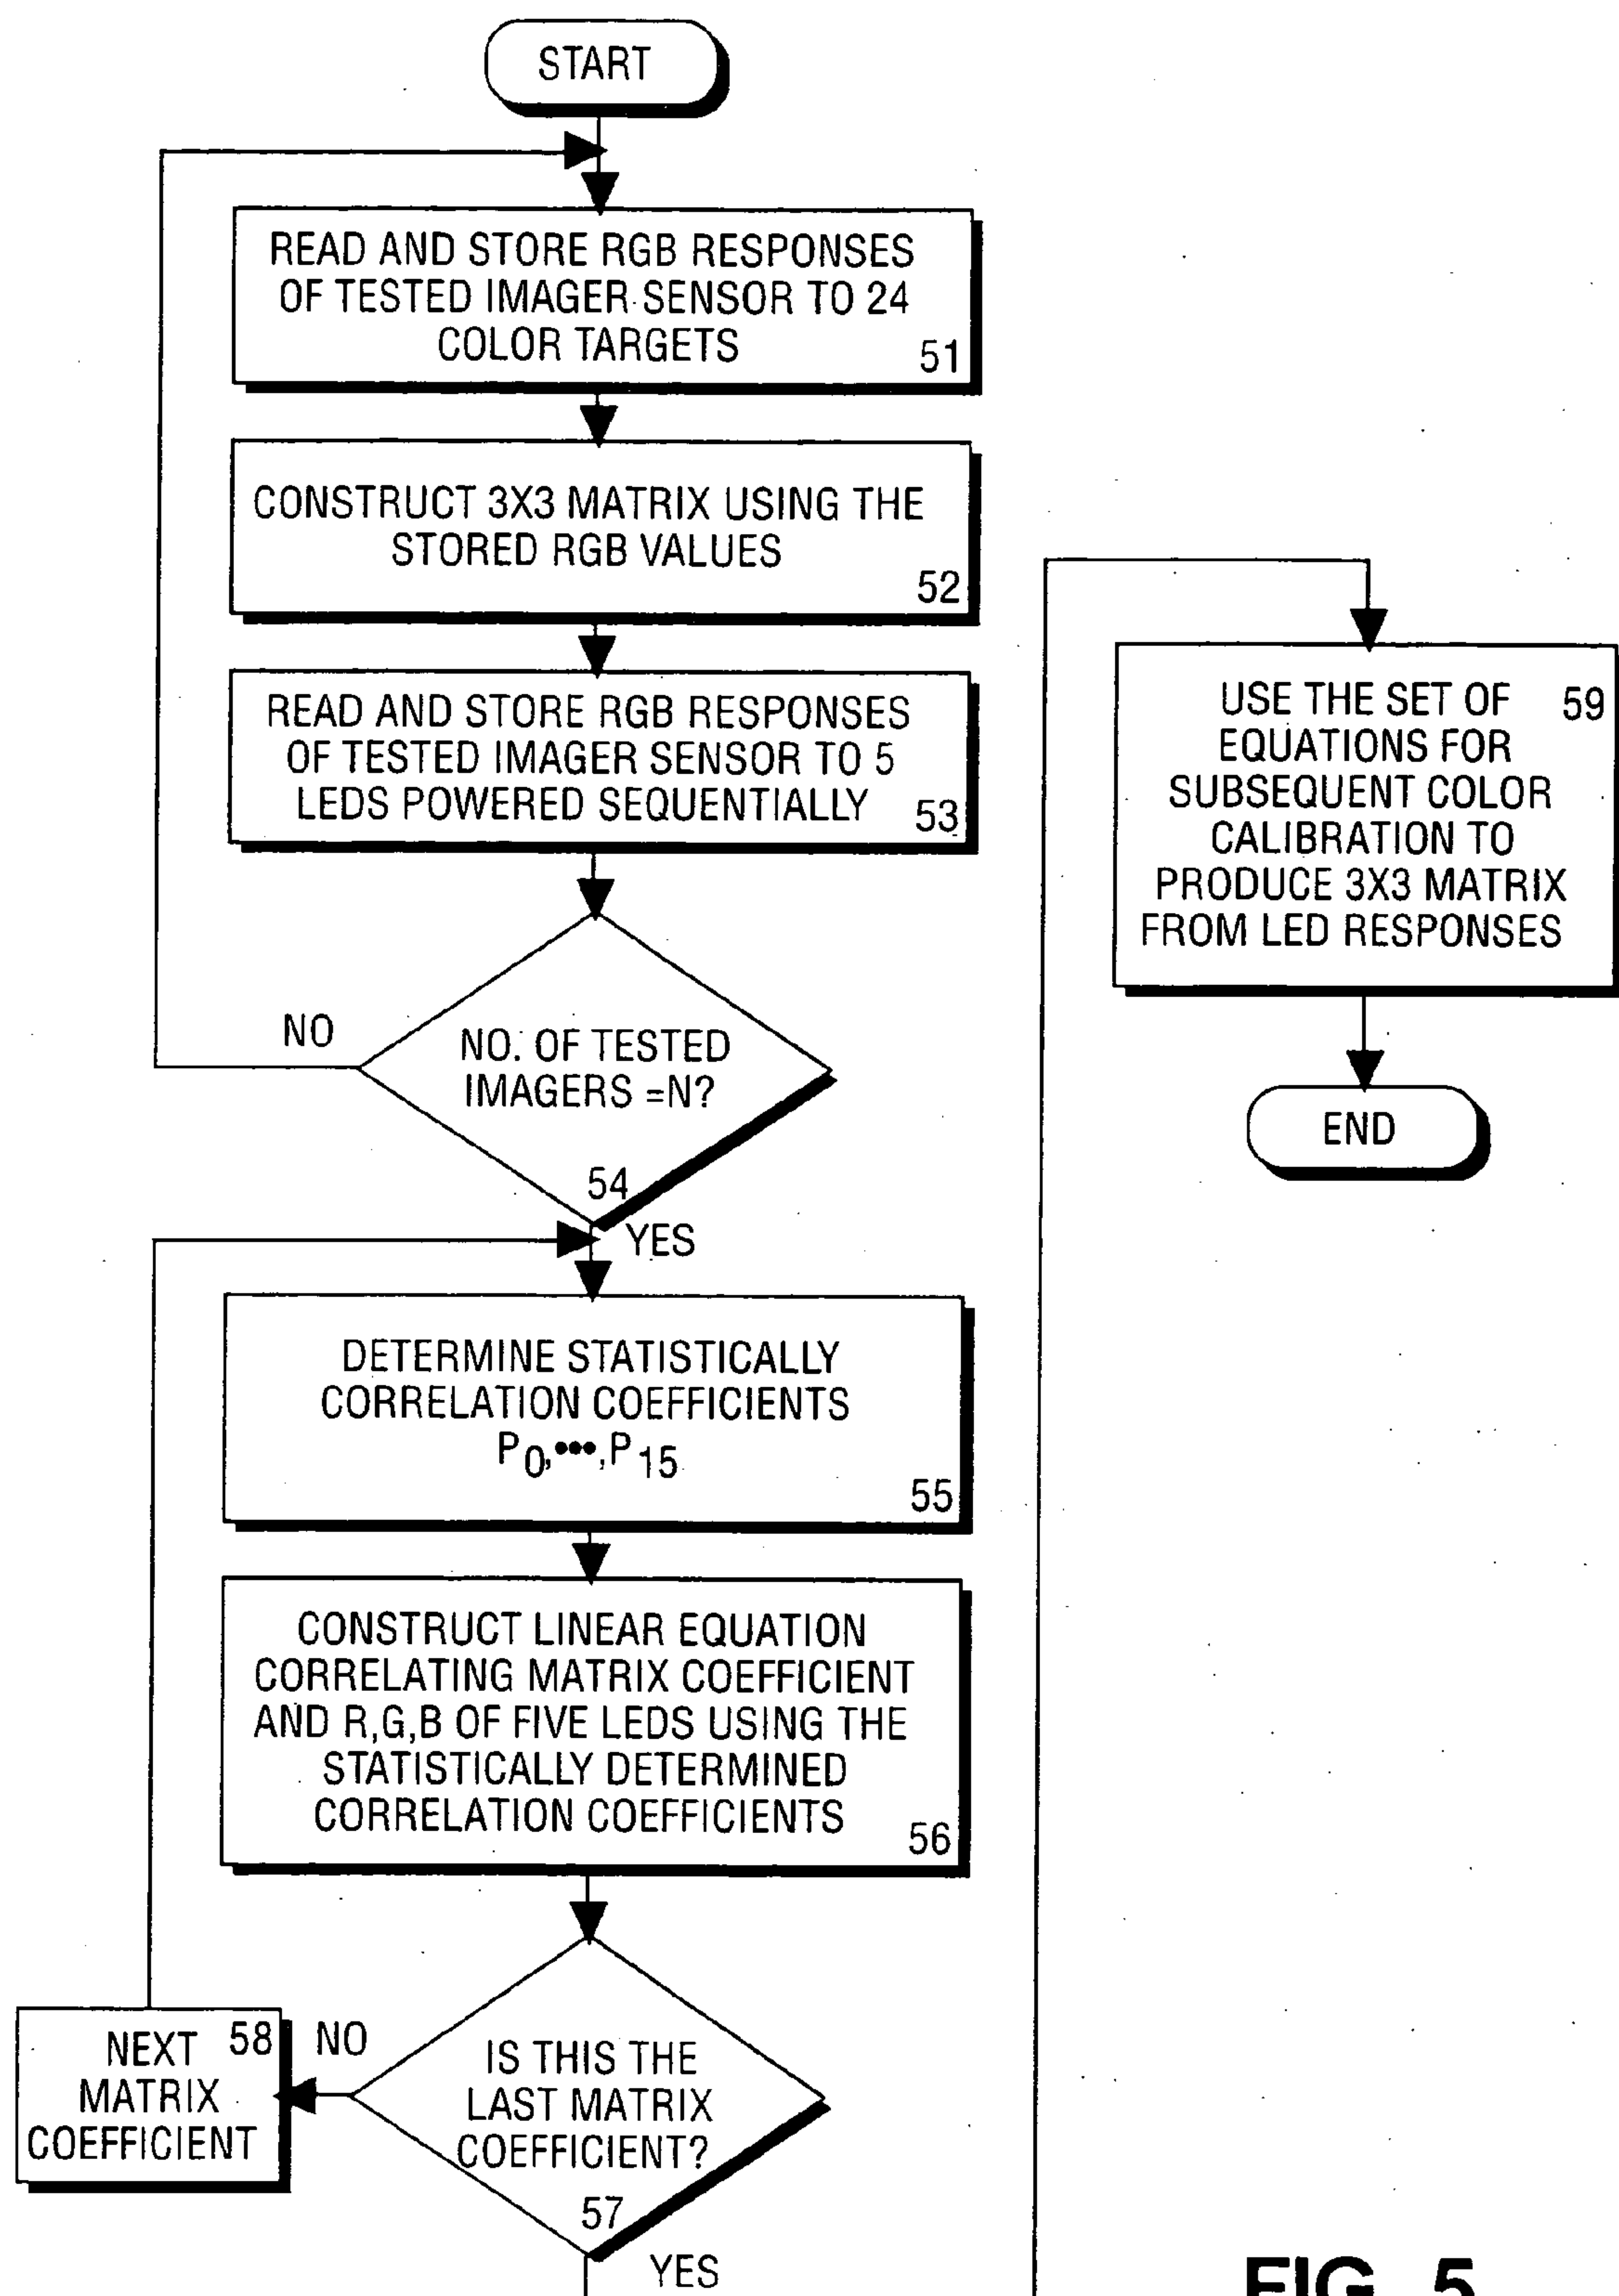 START
READ AND STORE RGB RESPONSES
OF TESTED IMAGER SENSOR TO 24
COLOR TARGETS
51
CONSTRUCT 3X3 MATRIX USING THE
STORED RGB VALUES
52
READ AND STORE RGB RESPONSES
OF TESTED IMAGER SENSOR TO 5
LEDS POWERED SEQUENTIALLY
53
NO
NO. OF TESTED
IMAGERS =N?
54
YES
DETERMINE STATISTICALLY
CORRELATION COEFFICIENTS
P0,•••,P15
55
CONSTRUCT LINEAR EQUATION
CORRELATING MATRIX COEFFICIENT
AND R,G,B OF FIVE LEDS USING THE
STATISTICALLY DETERMINED
CORRELATION COEFFICIENTS
56
IS THIS THE
LAST MATRIX
COEFFICIENT?
57
NO
YES
NEXT
MATRIX
COEFFICIENT
58
USE THE SET OF
EQUATIONS FOR
SUBSEQUENT COLOR
CALIBRATION TO
PRODUCE 3X3 MATRIX
FROM LED RESPONSES
59
END
FIG. 5